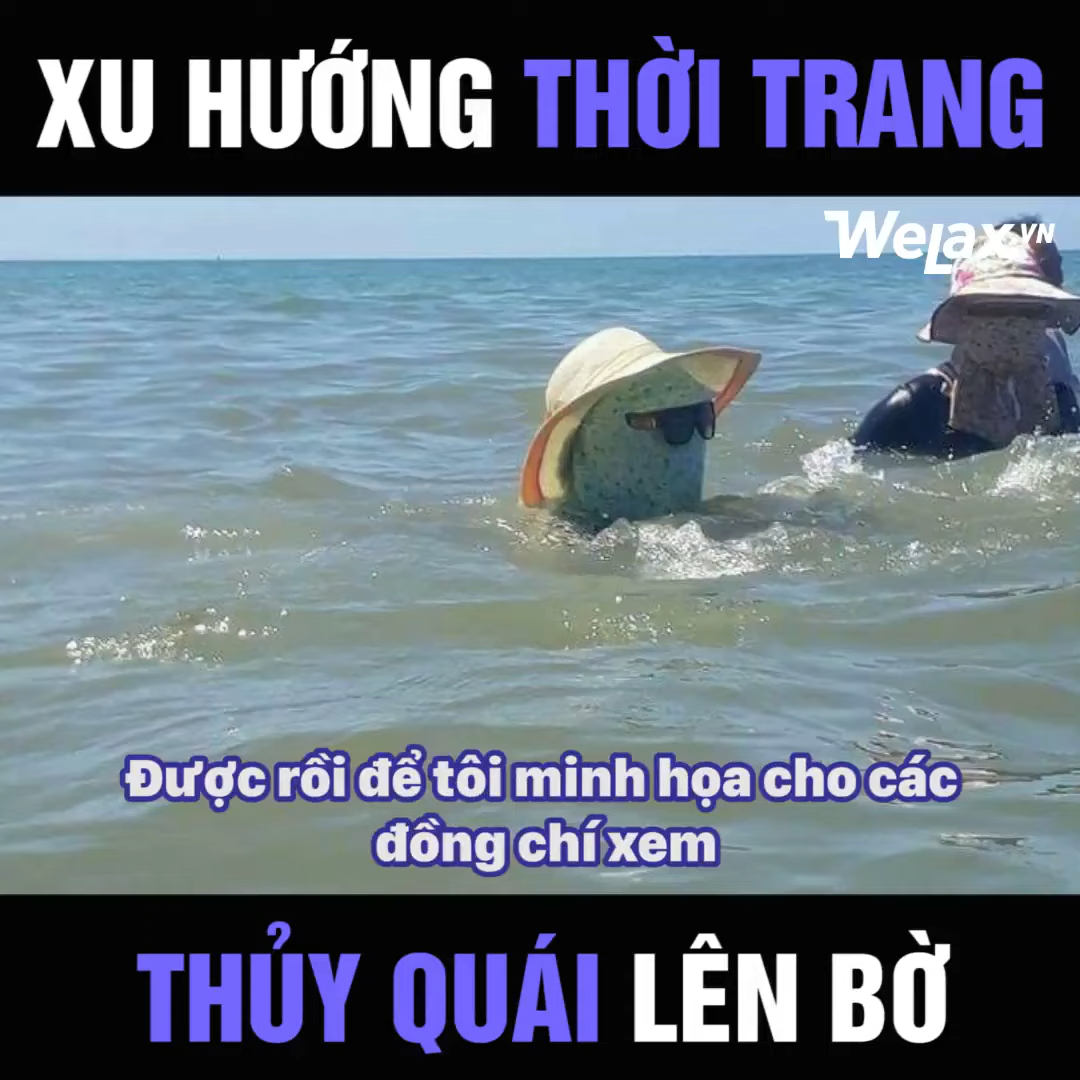 XU HƯỚNG THỜI TRANG
WeLax.VN
Được rồi để tôi minh họa cho các
đồng chí xem
THỦY QUÁI LÊN BỜ